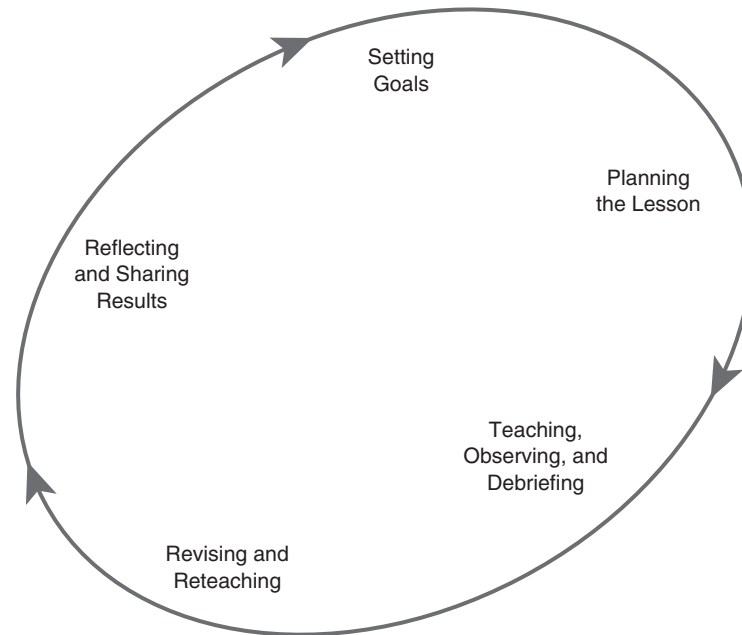 Setting
Goals
Planning
the Lesson
Teaching,
Observing, and
Debriefing
Revising and
Reteaching
Reflecting
and Sharing
Results